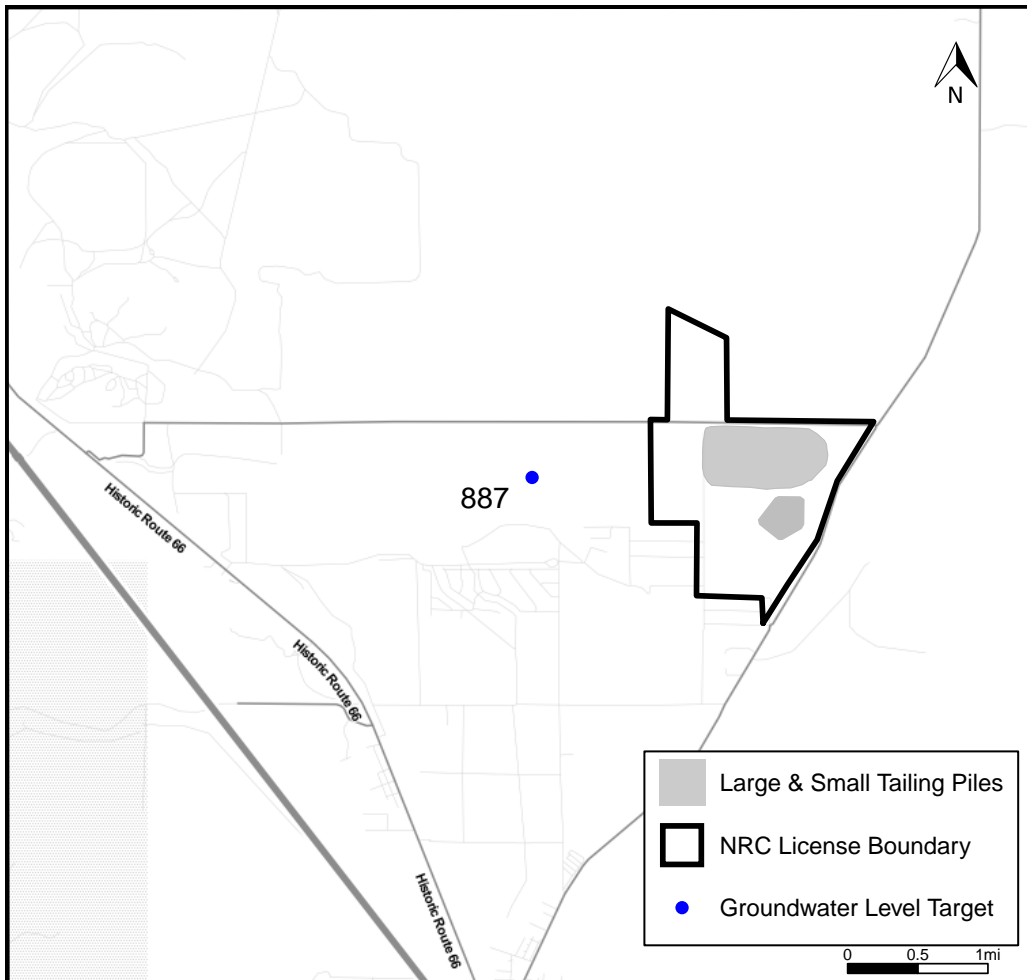 N
887
Historic Route 66
Historic Route 66
Historic Route 66
Large & Small Tailing Piles
NRC License Boundary
Groundwater Level Target
0 0.5 1mi